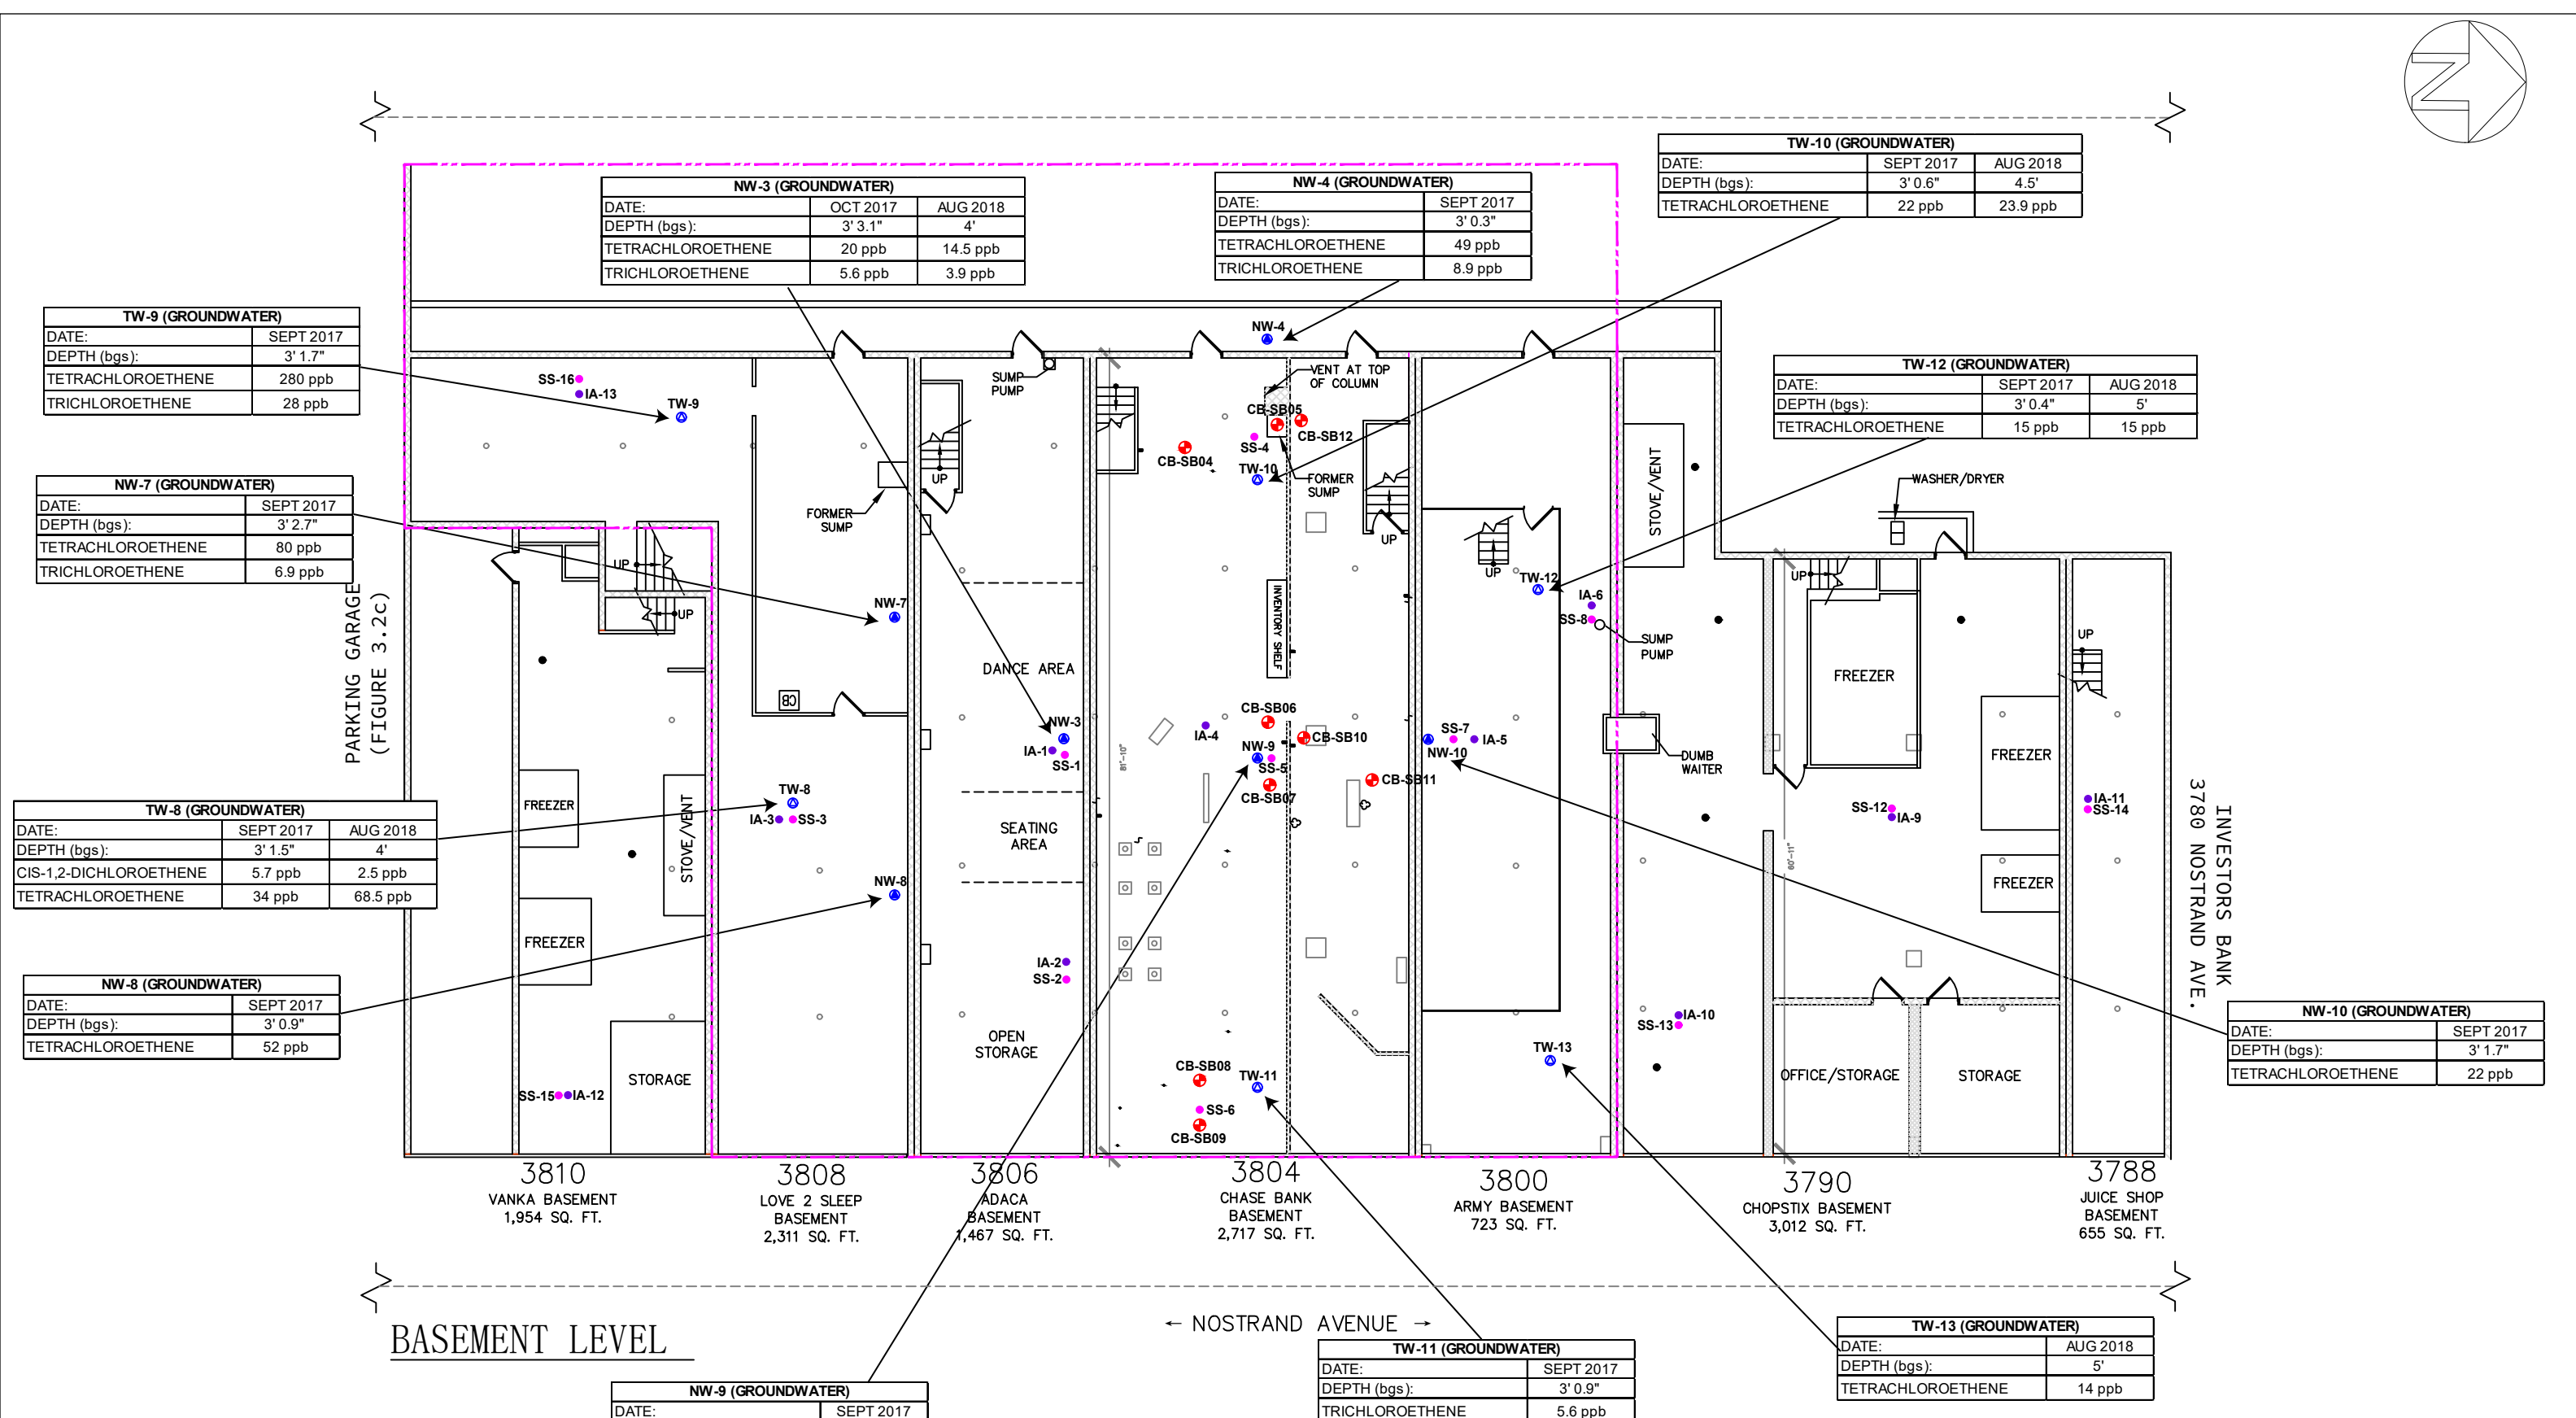 N
TW-10 (GROUNDWATER)
DATE: SEPT 2017 AUG 2018
DEPTH (bgs): 3' 0.6" 4.5'
TETRACHLOROETHENE 22 ppb 23.9 ppb
NW-3 (GROUNDWATER)
DATE: OCT 2017 AUG 2018
DEPTH (bgs): 3' 3.1" 4'
TETRACHLOROETHENE 20 ppb 14.5 ppb
TRICHLOROETHENE 5.6 ppb 3.9 ppb
NW-4 (GROUNDWATER)
DATE: SEPT 2017
DEPTH (bgs): 3' 0.3"
TETRACHLOROETHENE 49 ppb
TRICHLOROETHENE 8.9 ppb
TW-9 (GROUNDWATER)
DATE: SEPT 2017
DEPTH (bgs): 3' 1.7"
TETRACHLOROETHENE 280 ppb
TRICHLOROETHENE 28 ppb
TW-12 (GROUNDWATER)
DATE: SEPT 2017 AUG 2018
DEPTH (bgs): 3' 0.4" 5'
TETRACHLOROETHENE 15 ppb 15 ppb
NW-7 (GROUNDWATER)
DATE: SEPT 2017
DEPTH (bgs): 3' 2.7"
TETRACHLOROETHENE 80 ppb
TRICHLOROETHENE 6.9 ppb
PARKING GARAGE
(FIGURE 3.2c)
TW-8 (GROUNDWATER)
DATE: SEPT 2017 AUG 2018
DEPTH (bgs): 3' 1.5" 4'
CIS-1,2-DICHLOROETHENE 5.7 ppb 2.5 ppb
TETRACHLOROETHENE 34 ppb 68.5 ppb
NW-8 (GROUNDWATER)
DATE: SEPT 2017
DEPTH (bgs): 3' 0.9"
TETRACHLOROETHENE 52 ppb
SS-16
IA-13
TW-9
UP
UP
FREEZER
FREEZER
STOVE/VENT
STORAGE
SS-15 IA-12
FORMER
SUMP
NW-7
CB
TW-8
IA-3 SS-3
NW-8
SUMP
PUMP
UP
DANCE AREA
NW-3
IA-1
SS-1
SEATING
AREA
IA-2
SS-2
OPEN
STORAGE
NW-4
VENT AT TOP
OF COLUMN
CB-SB05
CB-SB12
SS-4
CB-SB04
TW-10
FORMER
SUMP
UP
INVENTORY SHELF
CB-SB06
IA-4
CB-SB10
NW-9
SS-5
CB-SB07
CB-SB11
81'-10"
CB-SB08
TW-11
SS-6
CB-SB09
UP
TW-12
IA-6
SS-8
SUMP
PUMP
SS-7
IA-5
NW-10
TW-13
STOVE/VENT
DUMB
WAITER
IA-10
SS-13
WASHER/DRYER
UP
FREEZER
FREEZER
FREEZER
SS-12
IA-9
60'-11"
OFFICE/STORAGE
STORAGE
UP
IA-11
SS-14
INVESTORS BANK
3780 NOSTRAND AVE.
NW-10 (GROUNDWATER)
DATE: SEPT 2017
DEPTH (bgs): 3' 1.7"
TETRACHLOROETHENE 22 ppb
3810
VANKA BASEMENT
1,954 SQ. FT.
3808
LOVE 2 SLEEP
BASEMENT
2,311 SQ. FT.
3806
ADACA
BASEMENT
1,467 SQ. FT.
3804
CHASE BANK
BASEMENT
2,717 SQ. FT.
3800
ARMY BASEMENT
723 SQ. FT.
3790
CHOPSTIX BASEMENT
3,012 SQ. FT.
3788
JUICE SHOP
BASEMENT
655 SQ. FT.
BASEMENT LEVEL
← NOSTRAND AVENUE →
NW-9 (GROUNDWATER)
DATE: SEPT 2017
TW-11 (GROUNDWATER)
DATE: SEPT 2017
DEPTH (bgs): 3' 0.9"
TRICHLOROETHENE 5.6 ppb
TW-13 (GROUNDWATER)
DATE: AUG 2018
DEPTH (bgs): 5'
TETRACHLOROETHENE 14 ppb